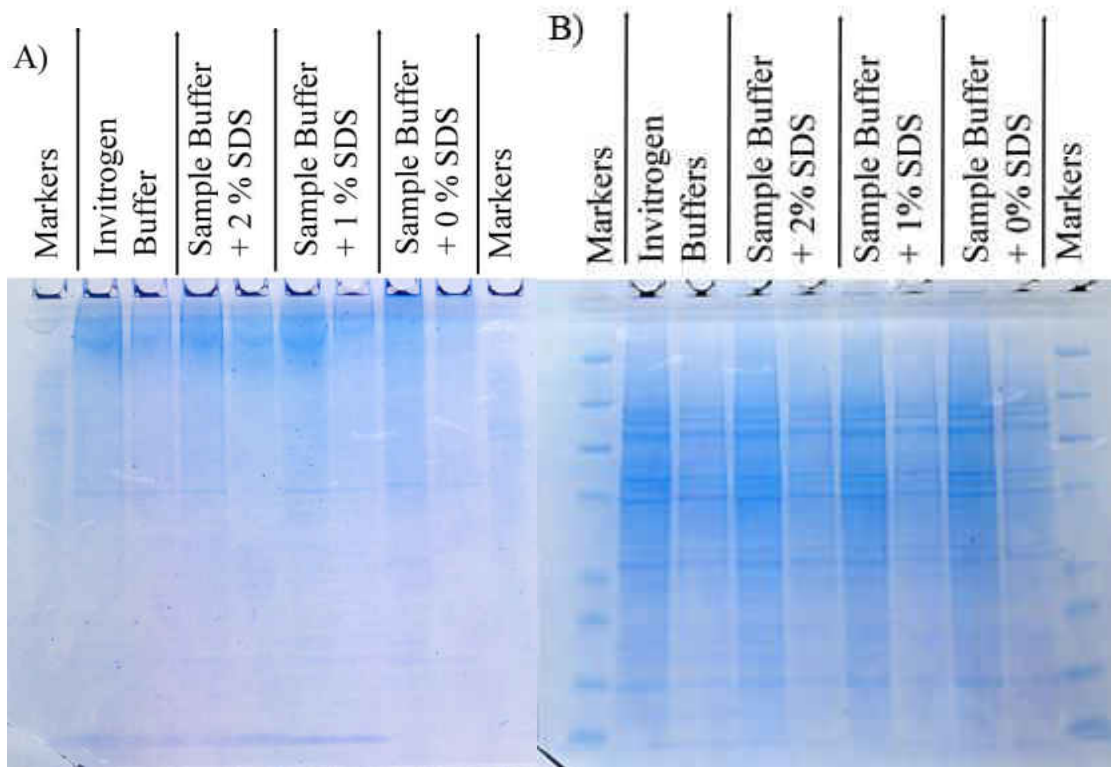 A)
Markers
Invitrogen
Buffer
Sample Buffer
+ 2 % SDS
Sample Buffer
+ 1 % SDS
Sample Buffer
+ 0 % SDS
Markers
B)
Markers
Invitrogen
Buffers
Sample Buffer
+ 2% SDS
Sample Buffer
+ 1% SDS
Sample Buffer
+ 0% SDS
Markers